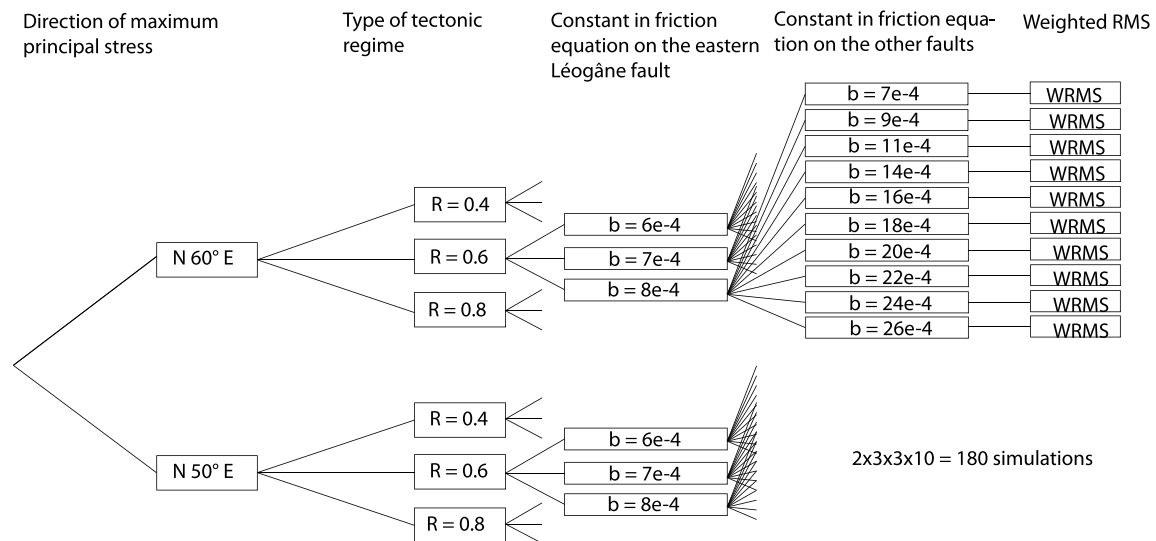 Direction of maximum
principal stress
Type of tectonic
regime
Constant in friction
equation on the eastern
Léogâne fault
Constant in friction equa-
tion on the other faults
Weighted RMS
N 60° E
R = 0.4
R = 0.6
R = 0.8
b = 6e-4
b = 7e-4
b = 8e-4
b = 7e-4
WRMS
b = 9e-4
WRMS
b = 11e-4
WRMS
b = 14e-4
WRMS
b = 16e-4
WRMS
b = 18e-4
WRMS
b = 20e-4
WRMS
b = 22e-4
WRMS
b = 24e-4
WRMS
b = 26e-4
WRMS
N 50° E
R = 0.4
R = 0.6
R = 0.8
b = 6e-4
b = 7e-4
b = 8e-4
2x3x3x10 = 180 simulations